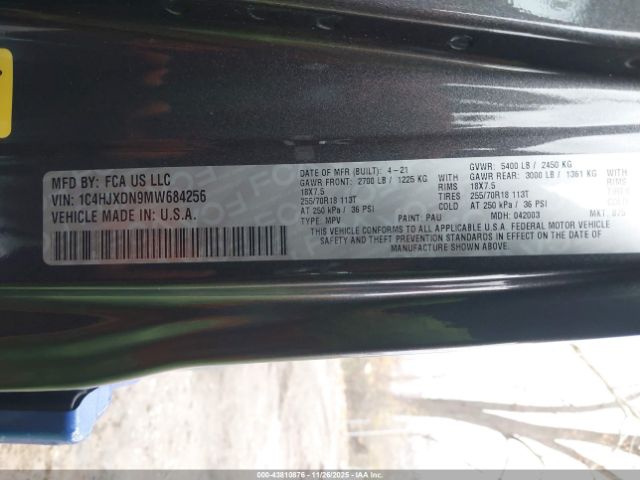 MFD BY: FCA US LLC
VIN: 1C4HJXDN9MW684256
VEHICLE MADE IN U.S.A.
DATE OF MFR (BUILT): 4-21 GVWR: 5400 LB / 2450 KG
GAWR FRONT: 2700 LB / 1225 KG WITH GAWR REAR: 3000 LB / 1361 KG WITH
18X7.5 RIMS 18X7.5 RIMS
255/70R18 113T TIRES 255/70R18 113T TIRES
AT 250 kPa / 36 PSI COLD AT 250 kPa / 36 PSI COLD
TYPE: MPV PAINT: PAU MDH: 042003 MKT: 875
THIS VEHICLE CONFORMS TO ALL APPLICABLE U.S.A. FEDERAL MOTOR VEHICLE
SAFETY AND THEFT PREVENTION STANDARDS IN EFFECT ON THE DATE OF
MANUFACTURE SHOWN ABOVE.
000-43810876 - 11/26/2025 - IAAI.COM